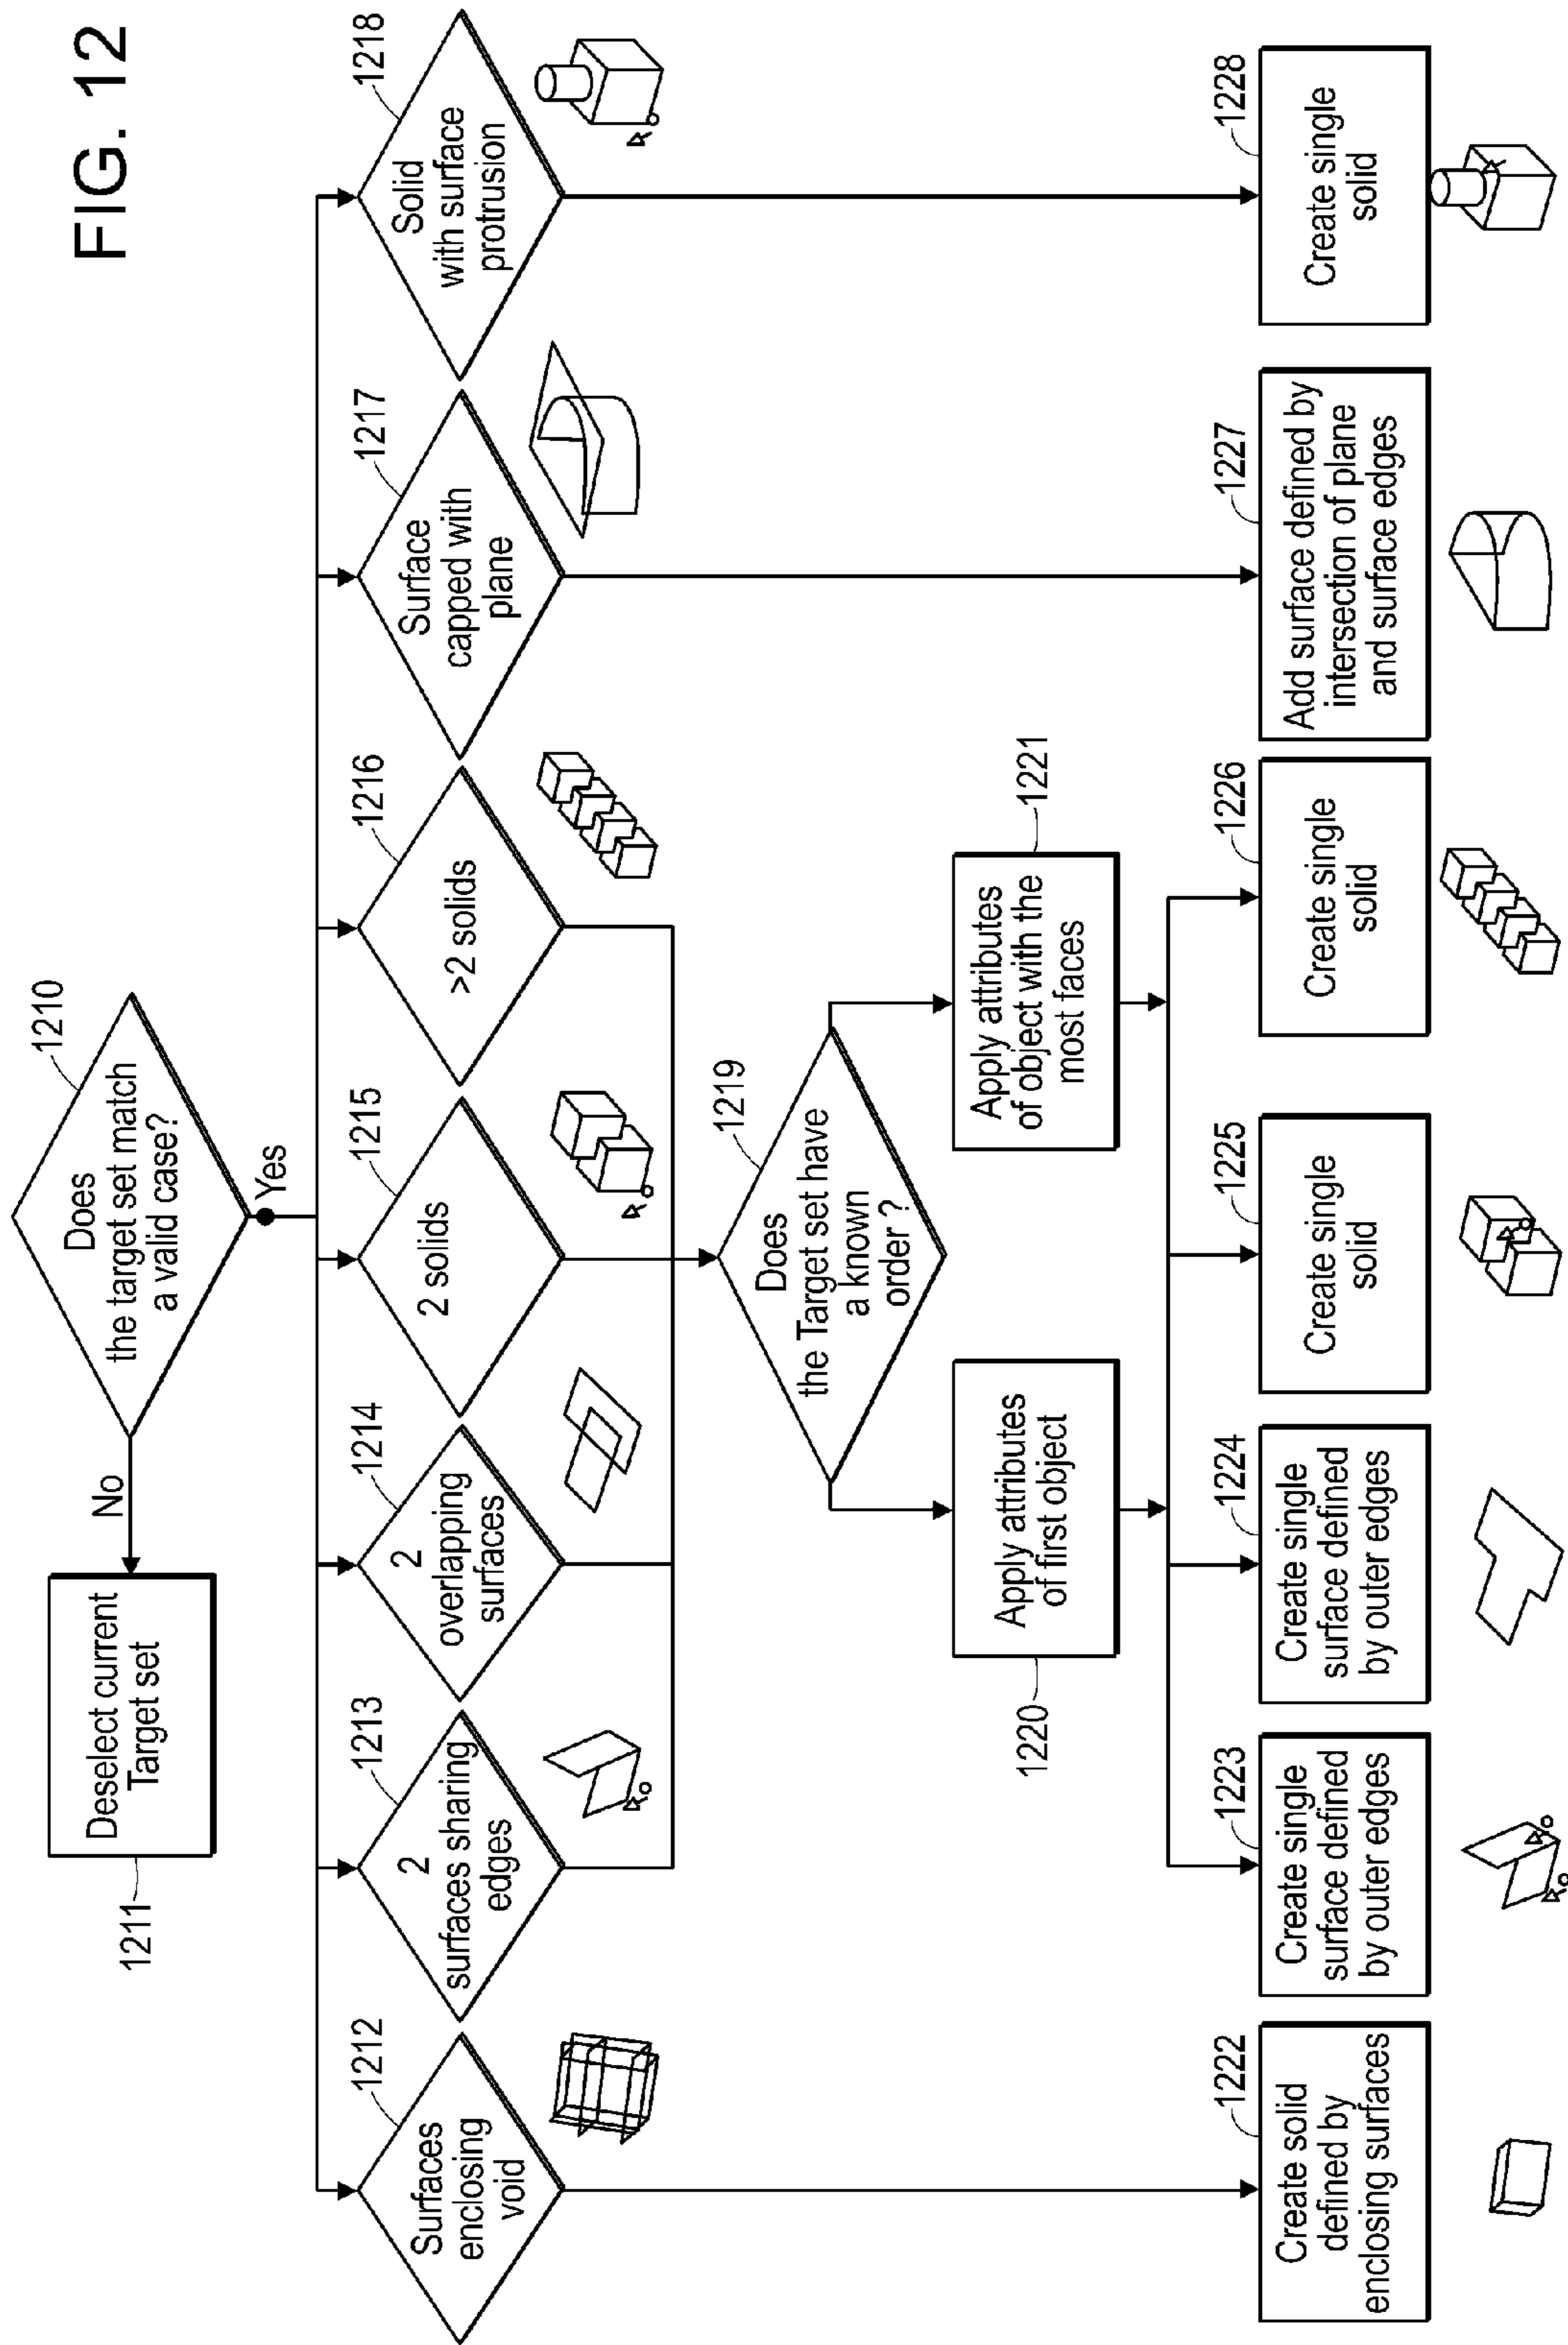 FIG. 12
1210
Does
the target set match
a valid case?
No
Yes
Deselect current
Target set
1211
1212
Surfaces
enclosing
void
1213
2
surfaces sharing
edges
1214
2
overlapping
surfaces
1215
2 solids
1216
>2 solids
1217
Surface
capped with
plane
1218
Solid
with surface
protrusion
1219
Does
the Target set have
a known
order ?
1220
Apply attributes
of first object
1221
Apply attributes
of object with the
most faces
1222
Create solid
defined by
enclosing surfaces
1223
Create single
surface defined
by outer edges
1224
Create single
surface defined
by outer edges
1225
Create single
solid
1226
Create single
solid
1227
Add surface defined by
intersection of plane
and surface edges
1228
Create single
solid